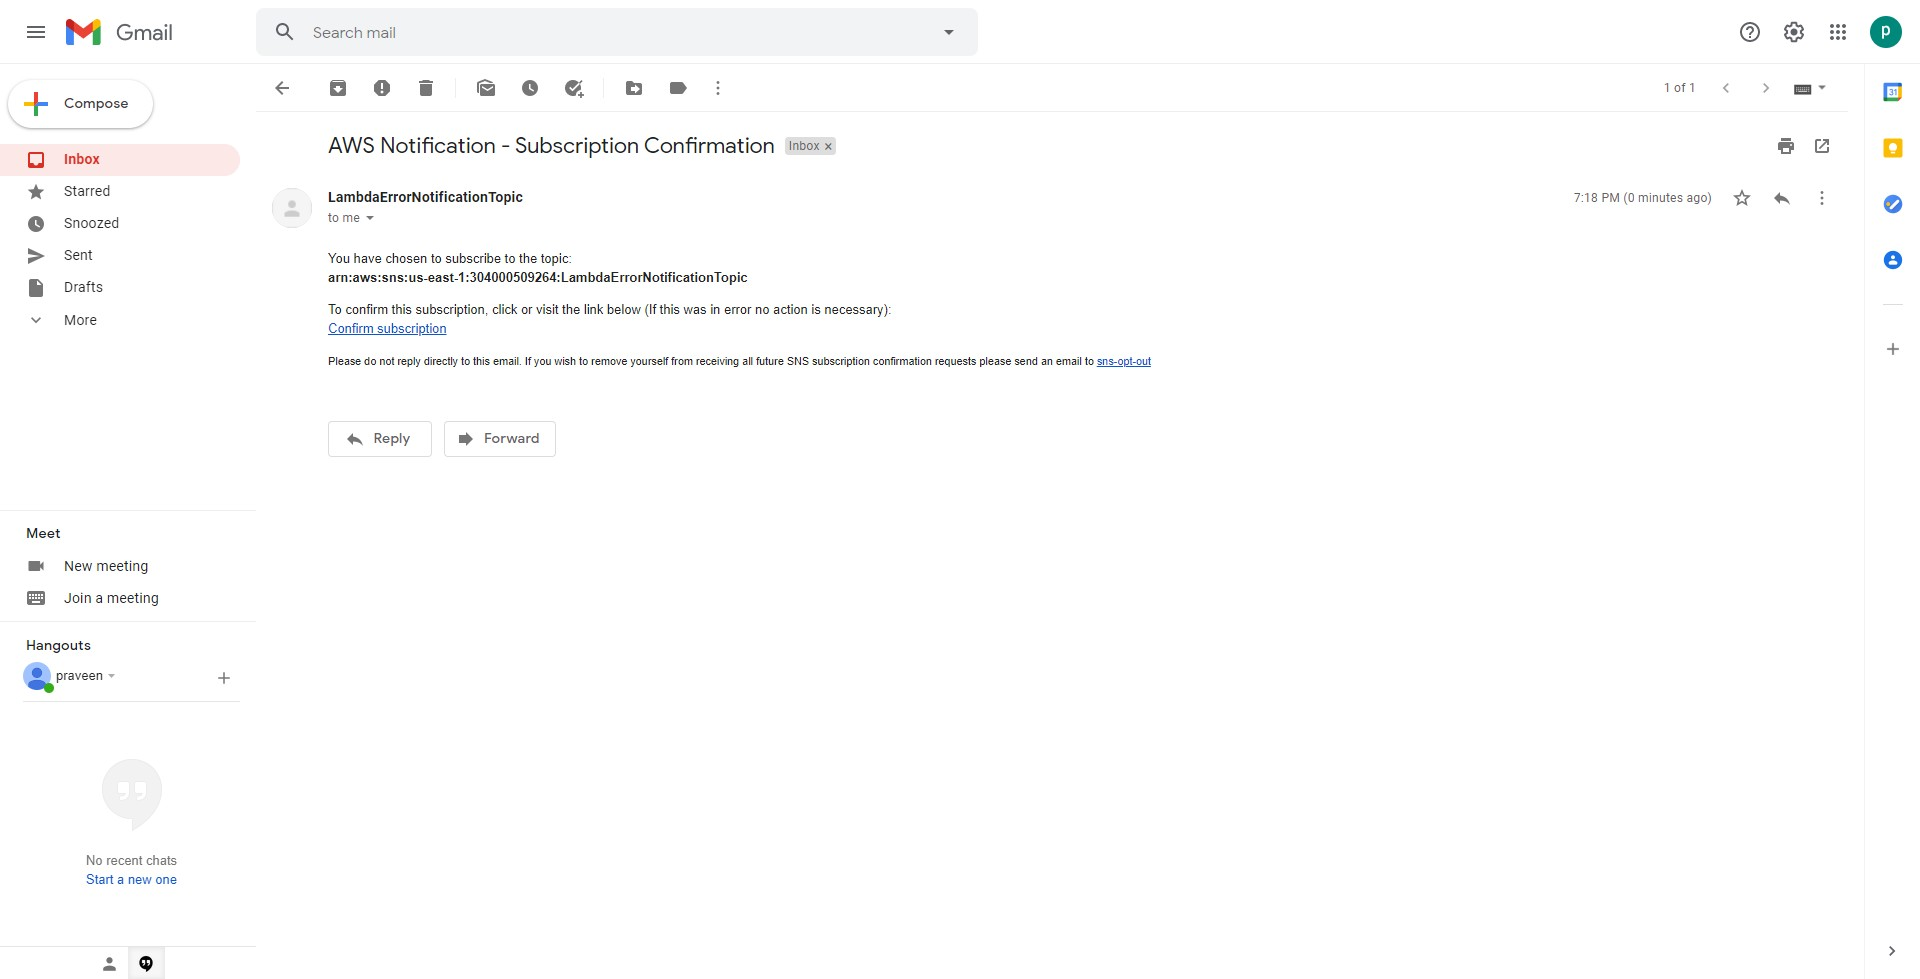 Gmail
Search mail
Compose
1 of 1
31
Inbox
Starred
Snoozed
Sent
Drafts
More
AWS Notification - Subscription Confirmation
Inbox ×
LambdaErrorNotificationTopic
to me
7:18 PM (0 minutes ago)
You have chosen to subscribe to the topic:
arn:aws:sns:us-east-1:304000509264:LambdaErrorNotificationTopic
To confirm this subscription, click or visit the link below (If this was in error no action is necessary):
Confirm subscription
Please do not reply directly to this email. If you wish to remove yourself from receiving all future SNS subscription confirmation requests please send an email to sns-opt-out
Reply
Forward
Meet
New meeting
Join a meeting
Hangouts
praveen
No recent chats
Start a new one
p